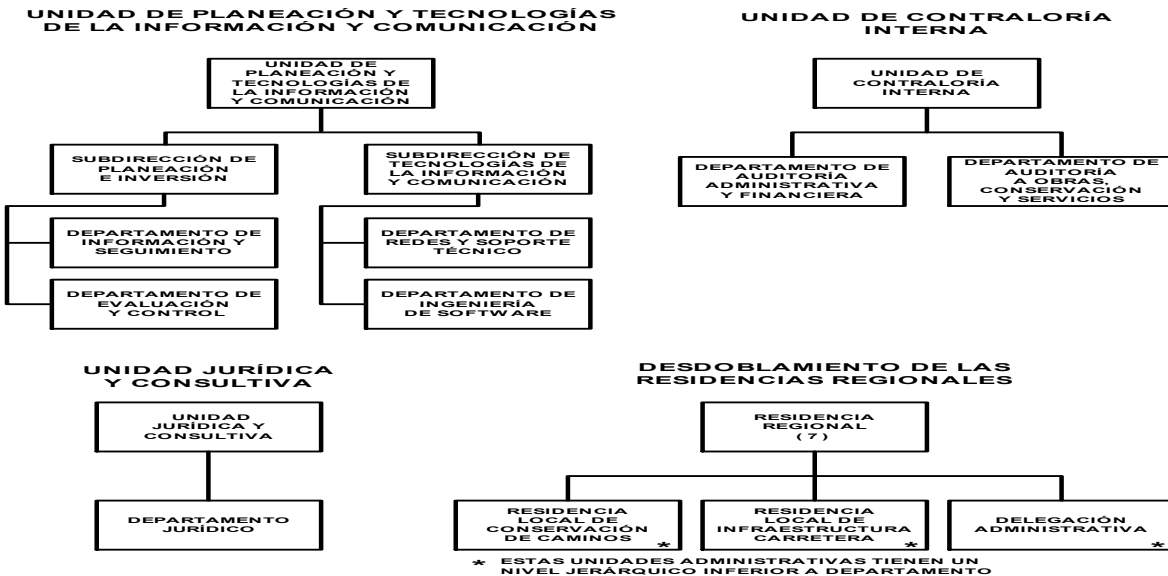 UNIDAD DE PLANEACIÓN Y TECNOLOGÍAS
DE LA INFORMACIÓN Y COMUNICACIÓN
UNIDAD DE
PLANEACIÓN Y
TECNOLOGÍAS DE
LA INFORMACIÓN
Y COMUNICACIÓN
SUBDIRECCIÓN DE
PLANEACIÓN
E INVERSIÓN
SUBDIRECCIÓN DE
TECNOLOGÍAS DE
LA INFORMACIÓN
Y COMUNICACIÓN
DEPARTAMENTO DE
INFORMACIÓN Y
SEGUIMIENTO
DEPARTAMENTO DE
REDES Y SOPORTE
TÉCNICO
DEPARTAMENTO DE
EVALUACIÓN
Y CONTROL
DEPARTAMENTO DE
INGENIERÍA
DE SOFTWARE
UNIDAD DE CONTRALORÍA
INTERNA
UNIDAD DE
CONTRALORÍA
INTERNA
DEPARTAMENTO DE
AUDITORÍA
ADMINISTRATIVA
Y FINANCIERA
DEPARTAMENTO DE
AUDITORÍA
A OBRAS,
CONSERVACIÓN
Y SERVICIOS
UNIDAD JURÍDICA
Y CONSULTIVA
UNIDAD
JURÍDICA Y
CONSULTIVA
DEPARTAMENTO
JURÍDICO
DESDOBLAMIENTO DE LAS
RESIDENCIAS REGIONALES
RESIDENCIA
REGIONAL
( 7 )
RESIDENCIA
LOCAL DE
CONSERVACIÓN
DE CAMINOS *
RESIDENCIA
LOCAL DE
INFRAESTRUCTURA
CARRETERA *
DELEGACIÓN
ADMINISTRATIVA
*
* ESTAS UNIDADES ADMINISTRATIVAS TIENEN UN
NIVEL JERÁRQUICO INFERIOR A DEPARTAMENTO